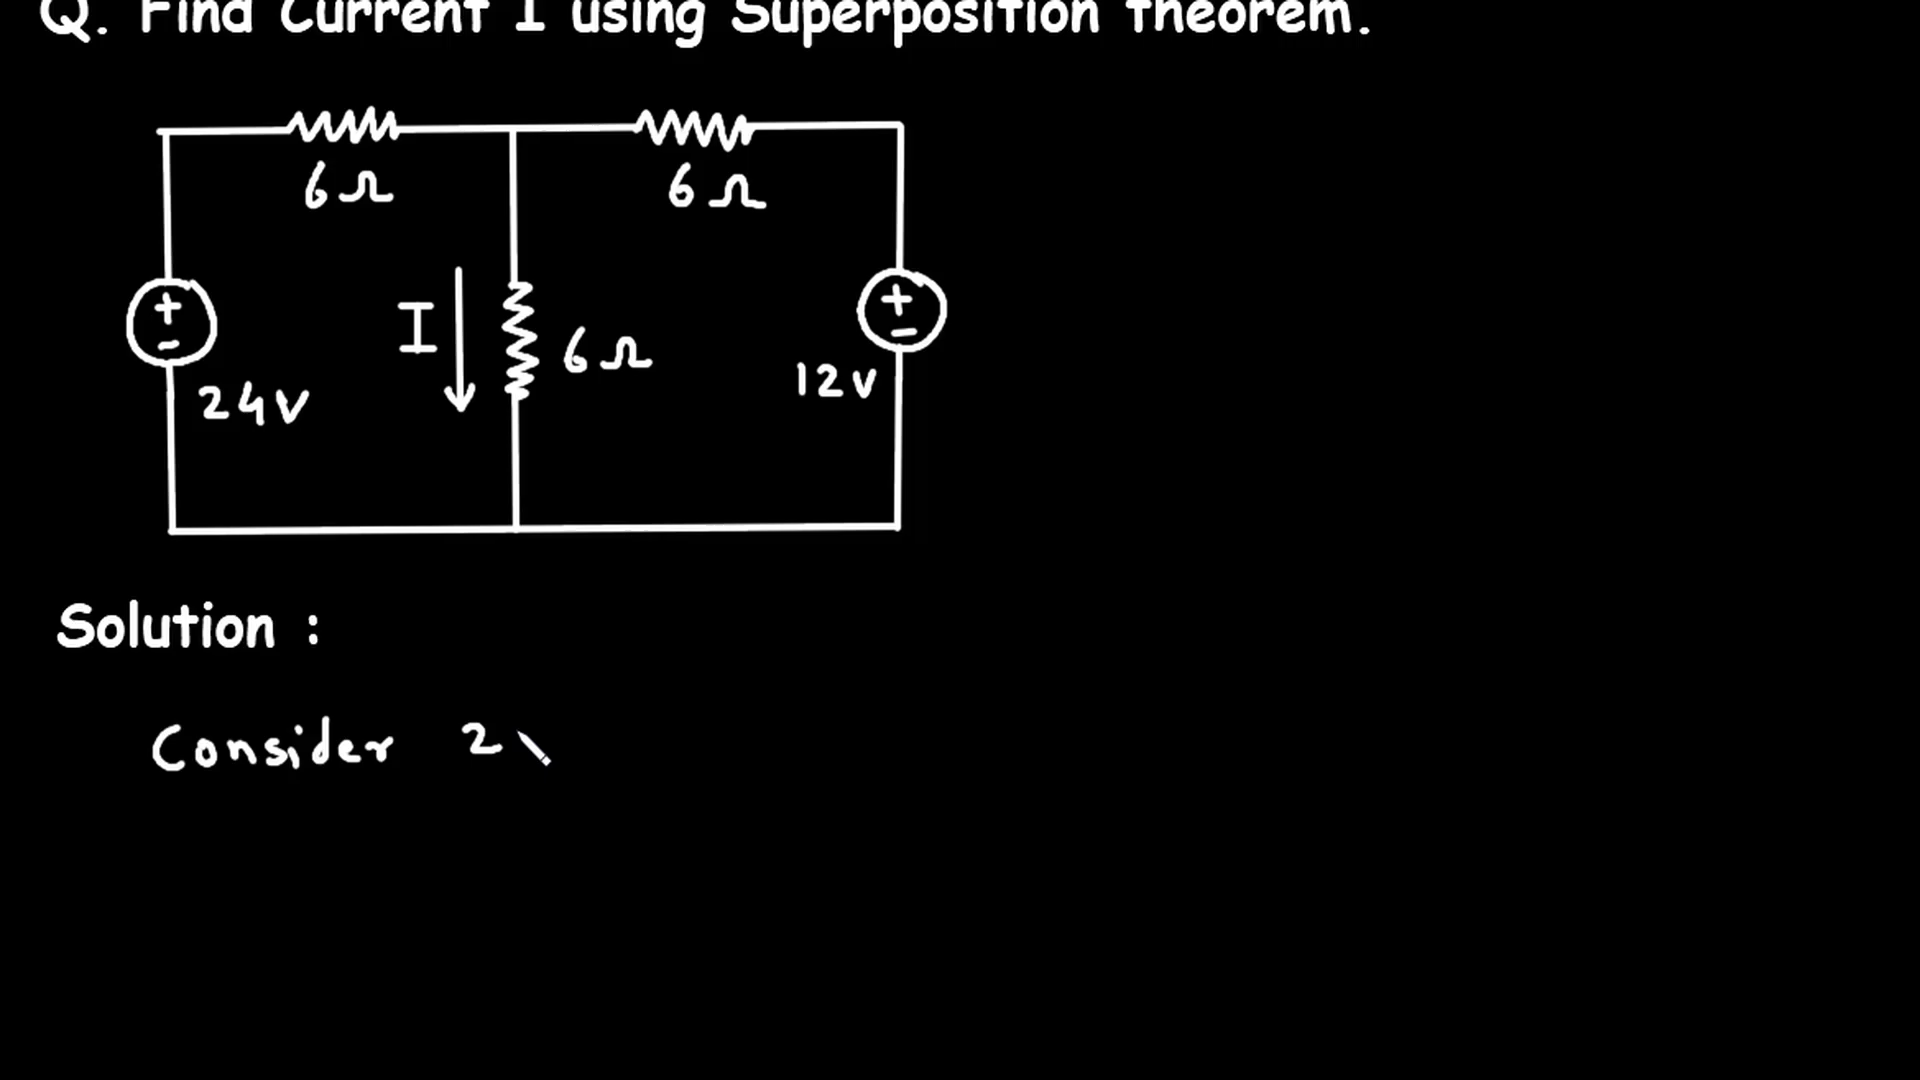 Q. Find Current I using Superposition theorem.
6Ω 6Ω
+ +
- -
I 6Ω
24V 12V
Solution :
Consider 2